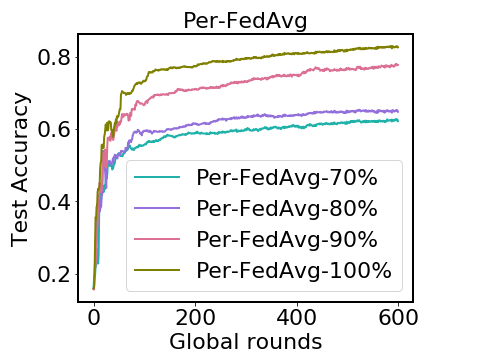 Per-FedAvg
0.8
0.6
0.4
0.2
Test Accuracy
Per-FedAvg-70%
Per-FedAvg-80%
Per-FedAvg-90%
Per-FedAvg-100%
0 200 400 600
Global rounds